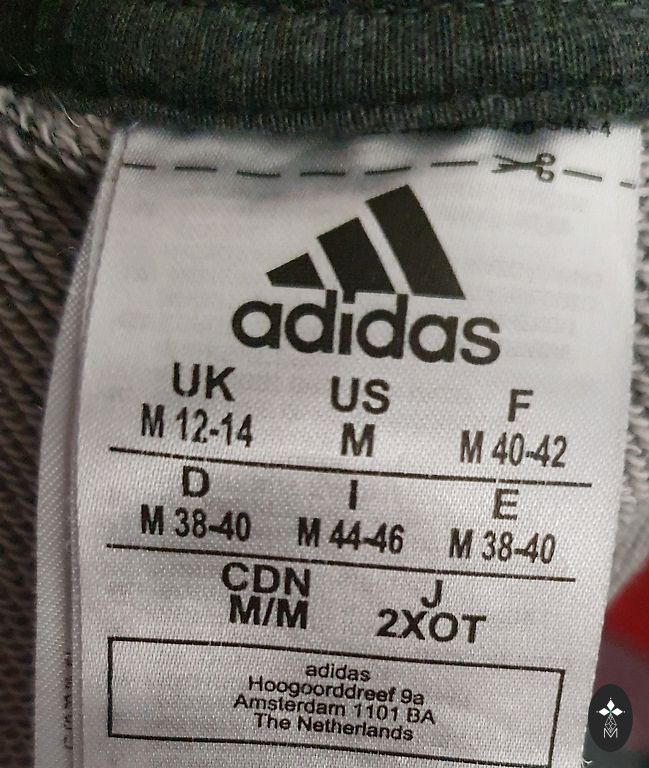 adidas
UK US F
M 12-14 M M 40-42
D I E
M 38-40 M 44-46 M 38-40
CDN J
M/M 2XOT
adidas
Hoogoorddreef 9a
Amsterdam 1101 BA
The Netherlands
M